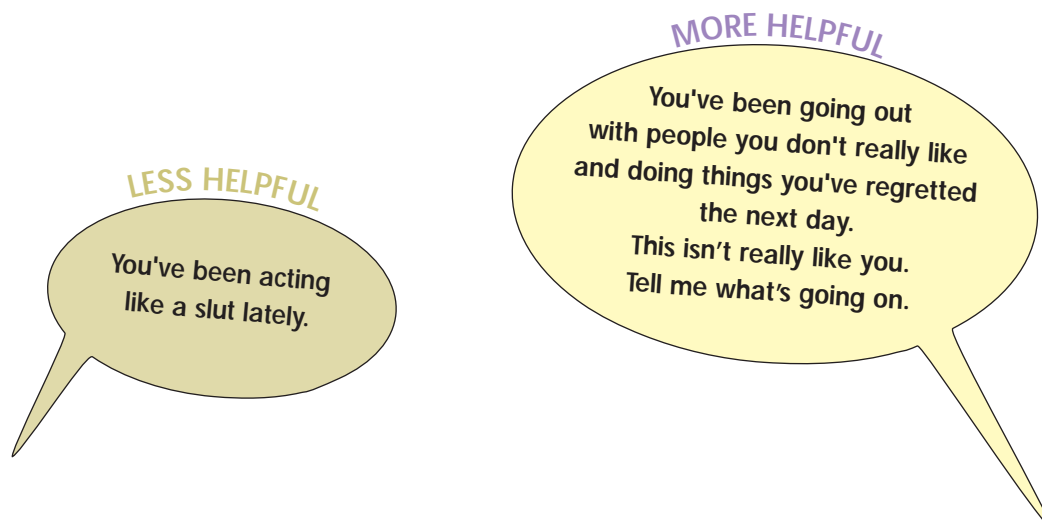 LESS HELPFUL
You've been acting
like a slut lately.
MORE HELPFUL
You've been going out
with people you don't really like
and doing things you've regretted
the next day.
This isn’t really like you.
Tell me what’s going on.